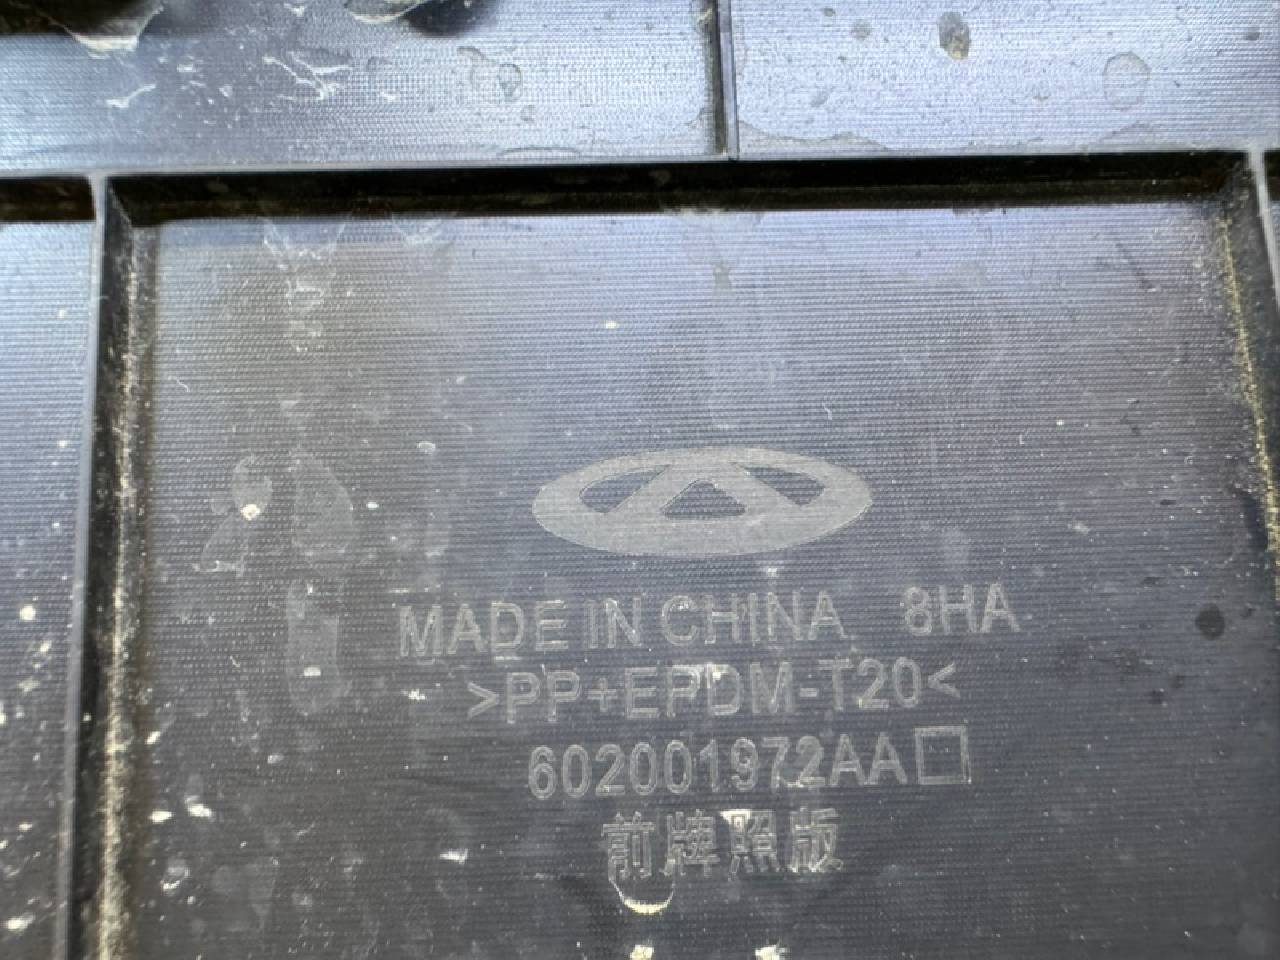 MADE IN CHINA 8HA
>PP+EPDM-T20<
602001972AA
前牌照版